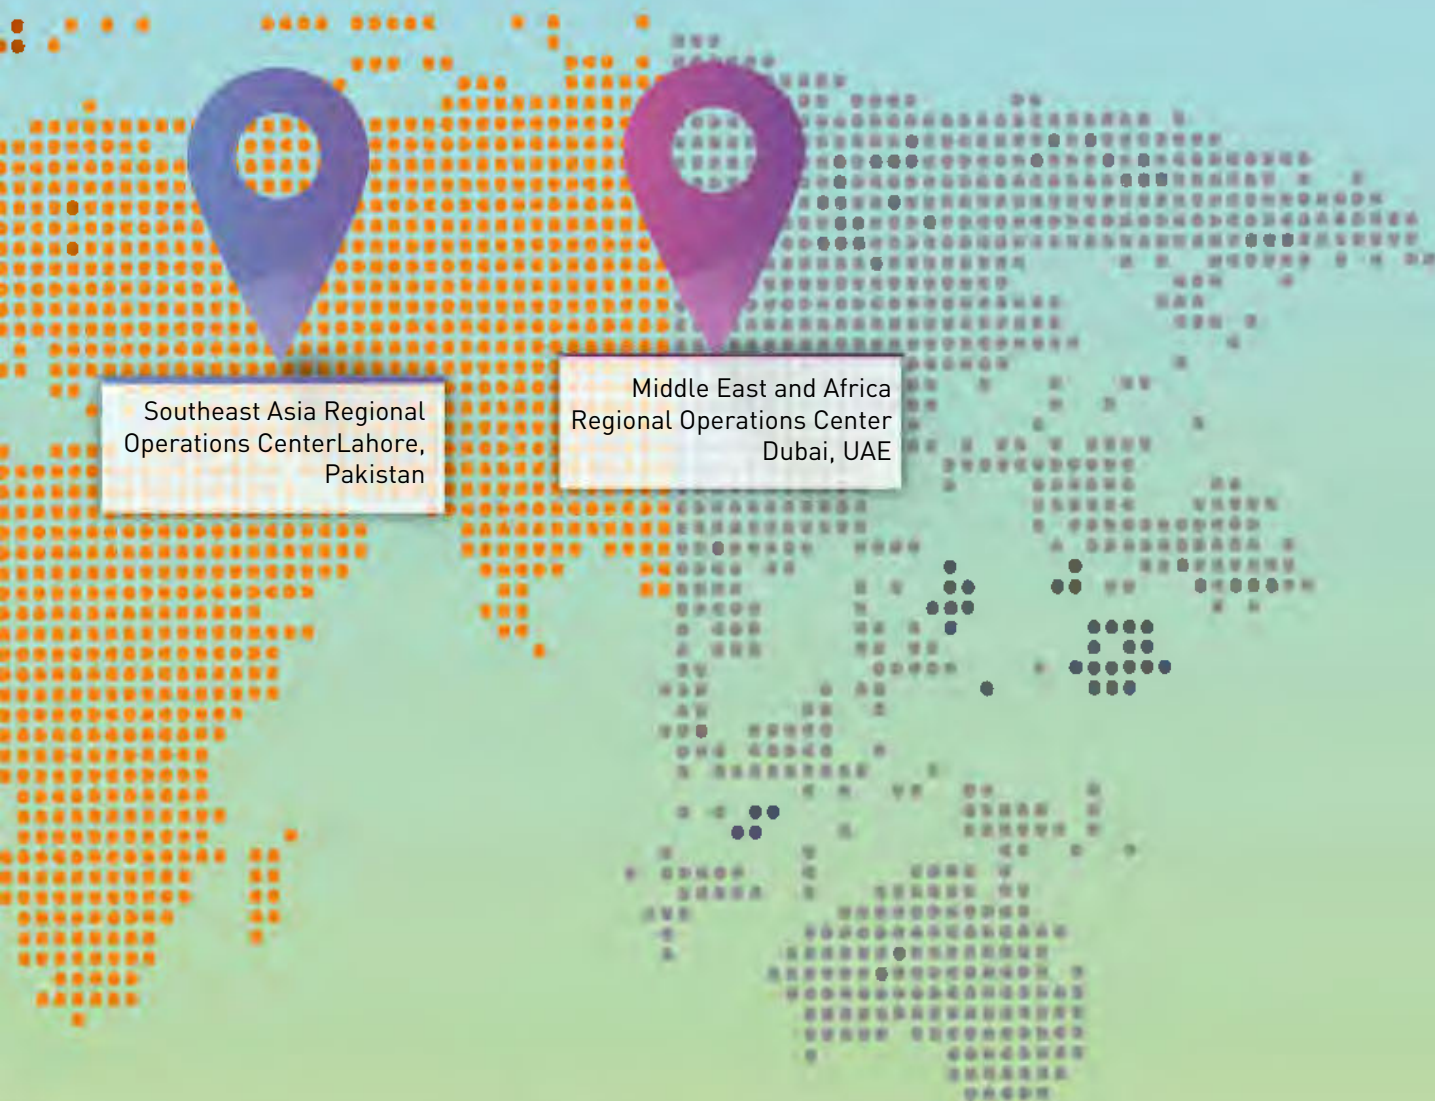 Southeast Asia Regional
Operations CenterLahore,
Pakistan
Middle East and Africa
Regional Operations Center
Dubai, UAE